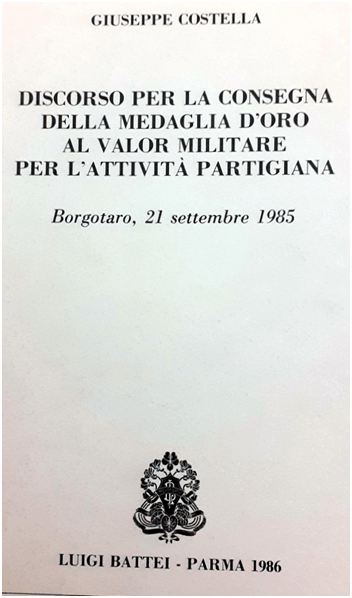 GIUSEPPE COSTELLA
DISCORSO PER LA CONSEGNA
DELLA MEDAGLIA D'ORO
AL VALOR MILITARE
PER L'ATTIVITÀ PARTIGIANA
Borgotaro, 21 settembre 1985
LUIGI BATTEI - PARMA 1986